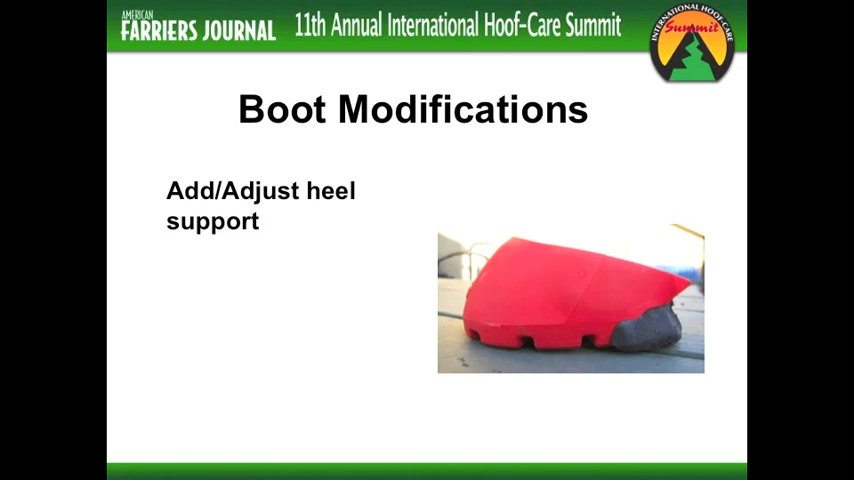 AMERICAN
FARRIERS JOURNAL
11th Annual International Hoof-Care Summit
INTERNATIONAL HOOF-CARE
Summit
Boot Modifications
Add/Adjust heel
support